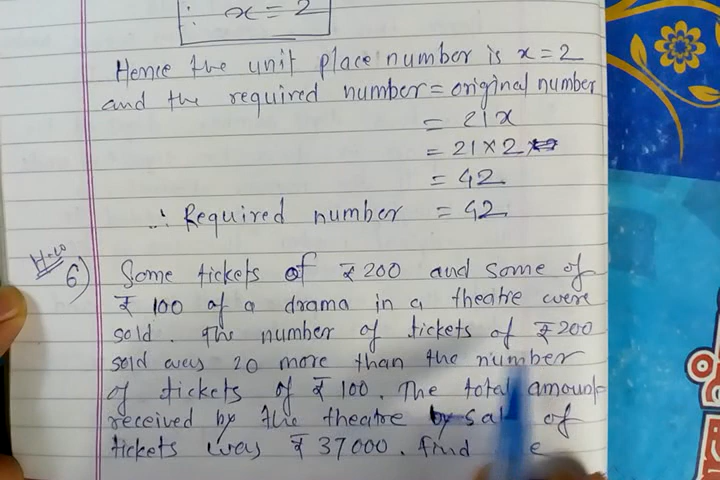 ∴ x = 2
Hence the unit place number is x = 2
and the required number = original number
= 21x
= 21 × 2
= 42
∴ Required number = 42
H.W
6) Some tickets of ₹ 200 and some of
₹ 100 of a drama in a theatre were
sold. The number of tickets of ₹ 200
sold was 20 more than the number
of tickets of ₹ 100. The total amount
received by the theatre by of
tickets was ₹ 37000. find